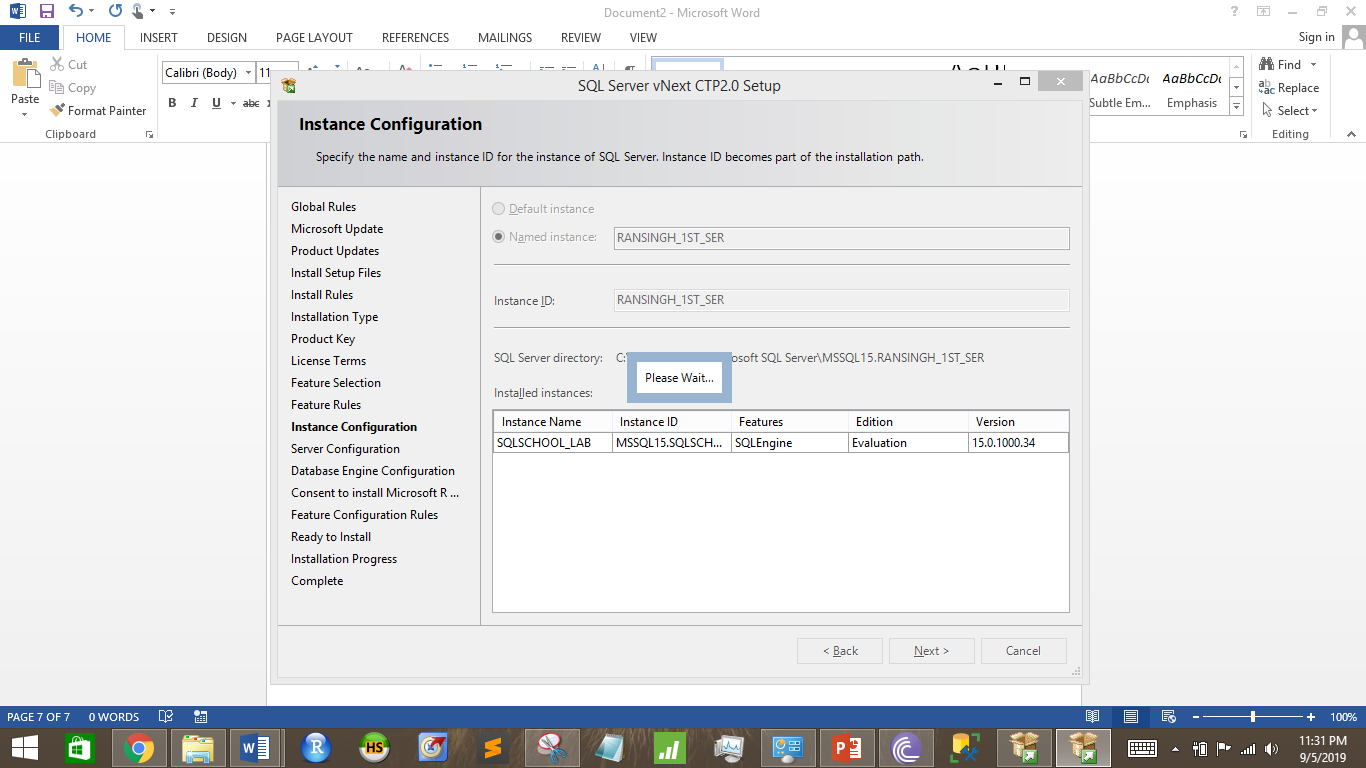 Document2 - Microsoft Word
FILE HOME INSERT DESIGN PAGE LAYOUT REFERENCES MAILINGS REVIEW VIEW Sign in
Paste
Cut
Copy
Format Painter
Clipboard
Calibri (Body) 11
B I U abc
AaBbCcDc AaBbCcDc
Subtle Em... Emphasis
Find
Replace
Select
Editing
SQL Server vNext CTP2.0 Setup
Instance Configuration
Specify the name and instance ID for the instance of SQL Server. Instance ID becomes part of the installation path.
Global Rules
Microsoft Update
Product Updates
Install Setup Files
Install Rules
Installation Type
Product Key
License Terms
Feature Selection
Feature Rules
Instance Configuration
Server Configuration
Database Engine Configuration
Consent to install Microsoft R ...
Feature Configuration Rules
Ready to Install
Installation Progress
Complete
Default instance
Named instance: RANSINGH_1ST_SER
Instance ID: RANSINGH_1ST_SER
SQL Server directory: C: osoft SQL Server\MSSQL15.RANSINGH_1ST_SER
Please Wait...
Installed instances:
Instance Name Instance ID Features Edition Version
SQLSCHOOL_LAB MSSQL15.SQLSCH... SQLEngine Evaluation 15.0.1000.34
< Back Next > Cancel
PAGE 7 OF 7 0 WORDS 100%
11:31 PM
9/5/2019